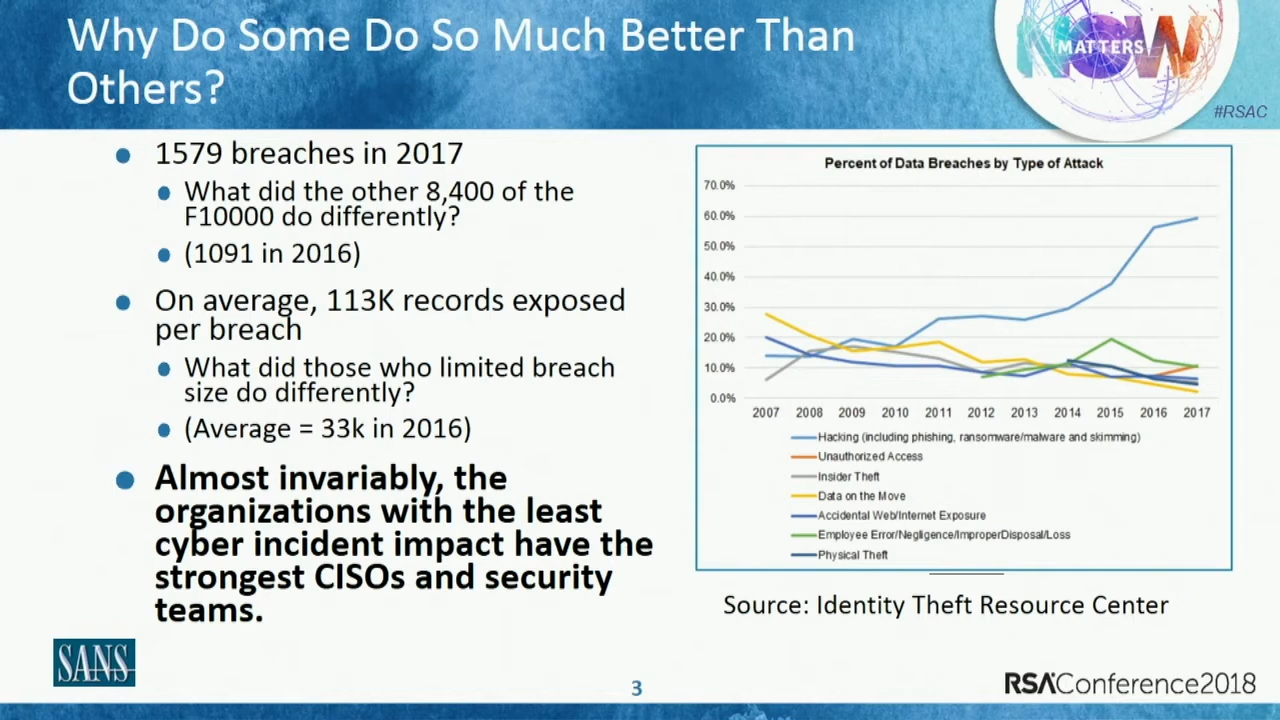 Why Do Some Do So Much Better Than
Others?
NOW
MATTERS
#RSAC
1579 breaches in 2017
What did the other 8,400 of the
F10000 do differently?
(1091 in 2016)
On average, 113K records exposed
per breach
What did those who limited breach
size do differently?
(Average = 33k in 2016)
Almost invariably, the
organizations with the least
cyber incident impact have the
strongest CISOs and security
teams.
Percent of Data Breaches by Type of Attack
70.0%
60.0%
50.0%
40.0%
30.0%
20.0%
10.0%
0.0%
2007 2008 2009 2010 2011 2012 2013 2014 2015 2016 2017
Hacking (including phishing, ransomware/malware and skimming)
Unauthorized Access
Insider Theft
Data on the Move
Accidental Web/Internet Exposure
Employee Error/Negligence/ImproperDisposal/Loss
Physical Theft
Source: Identity Theft Resource Center
SANS
3
RSAConference2018